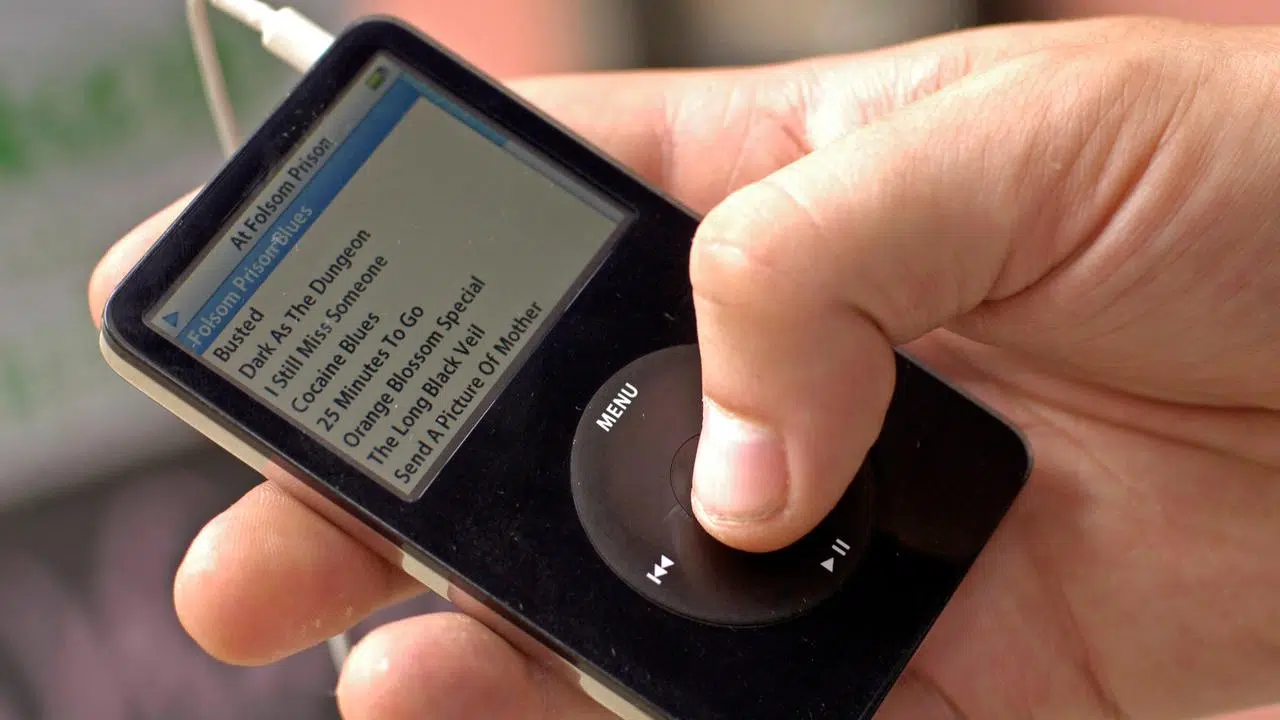 At Folsom Prison
Folsom Prison Blues
Busted
Dark As The Dungeon
I Still Miss Someone
Cocaine Blues
25 Minutes To Go
Orange Blossom Special
The Long Black Veil
Send A Picture Of Mother
MENU